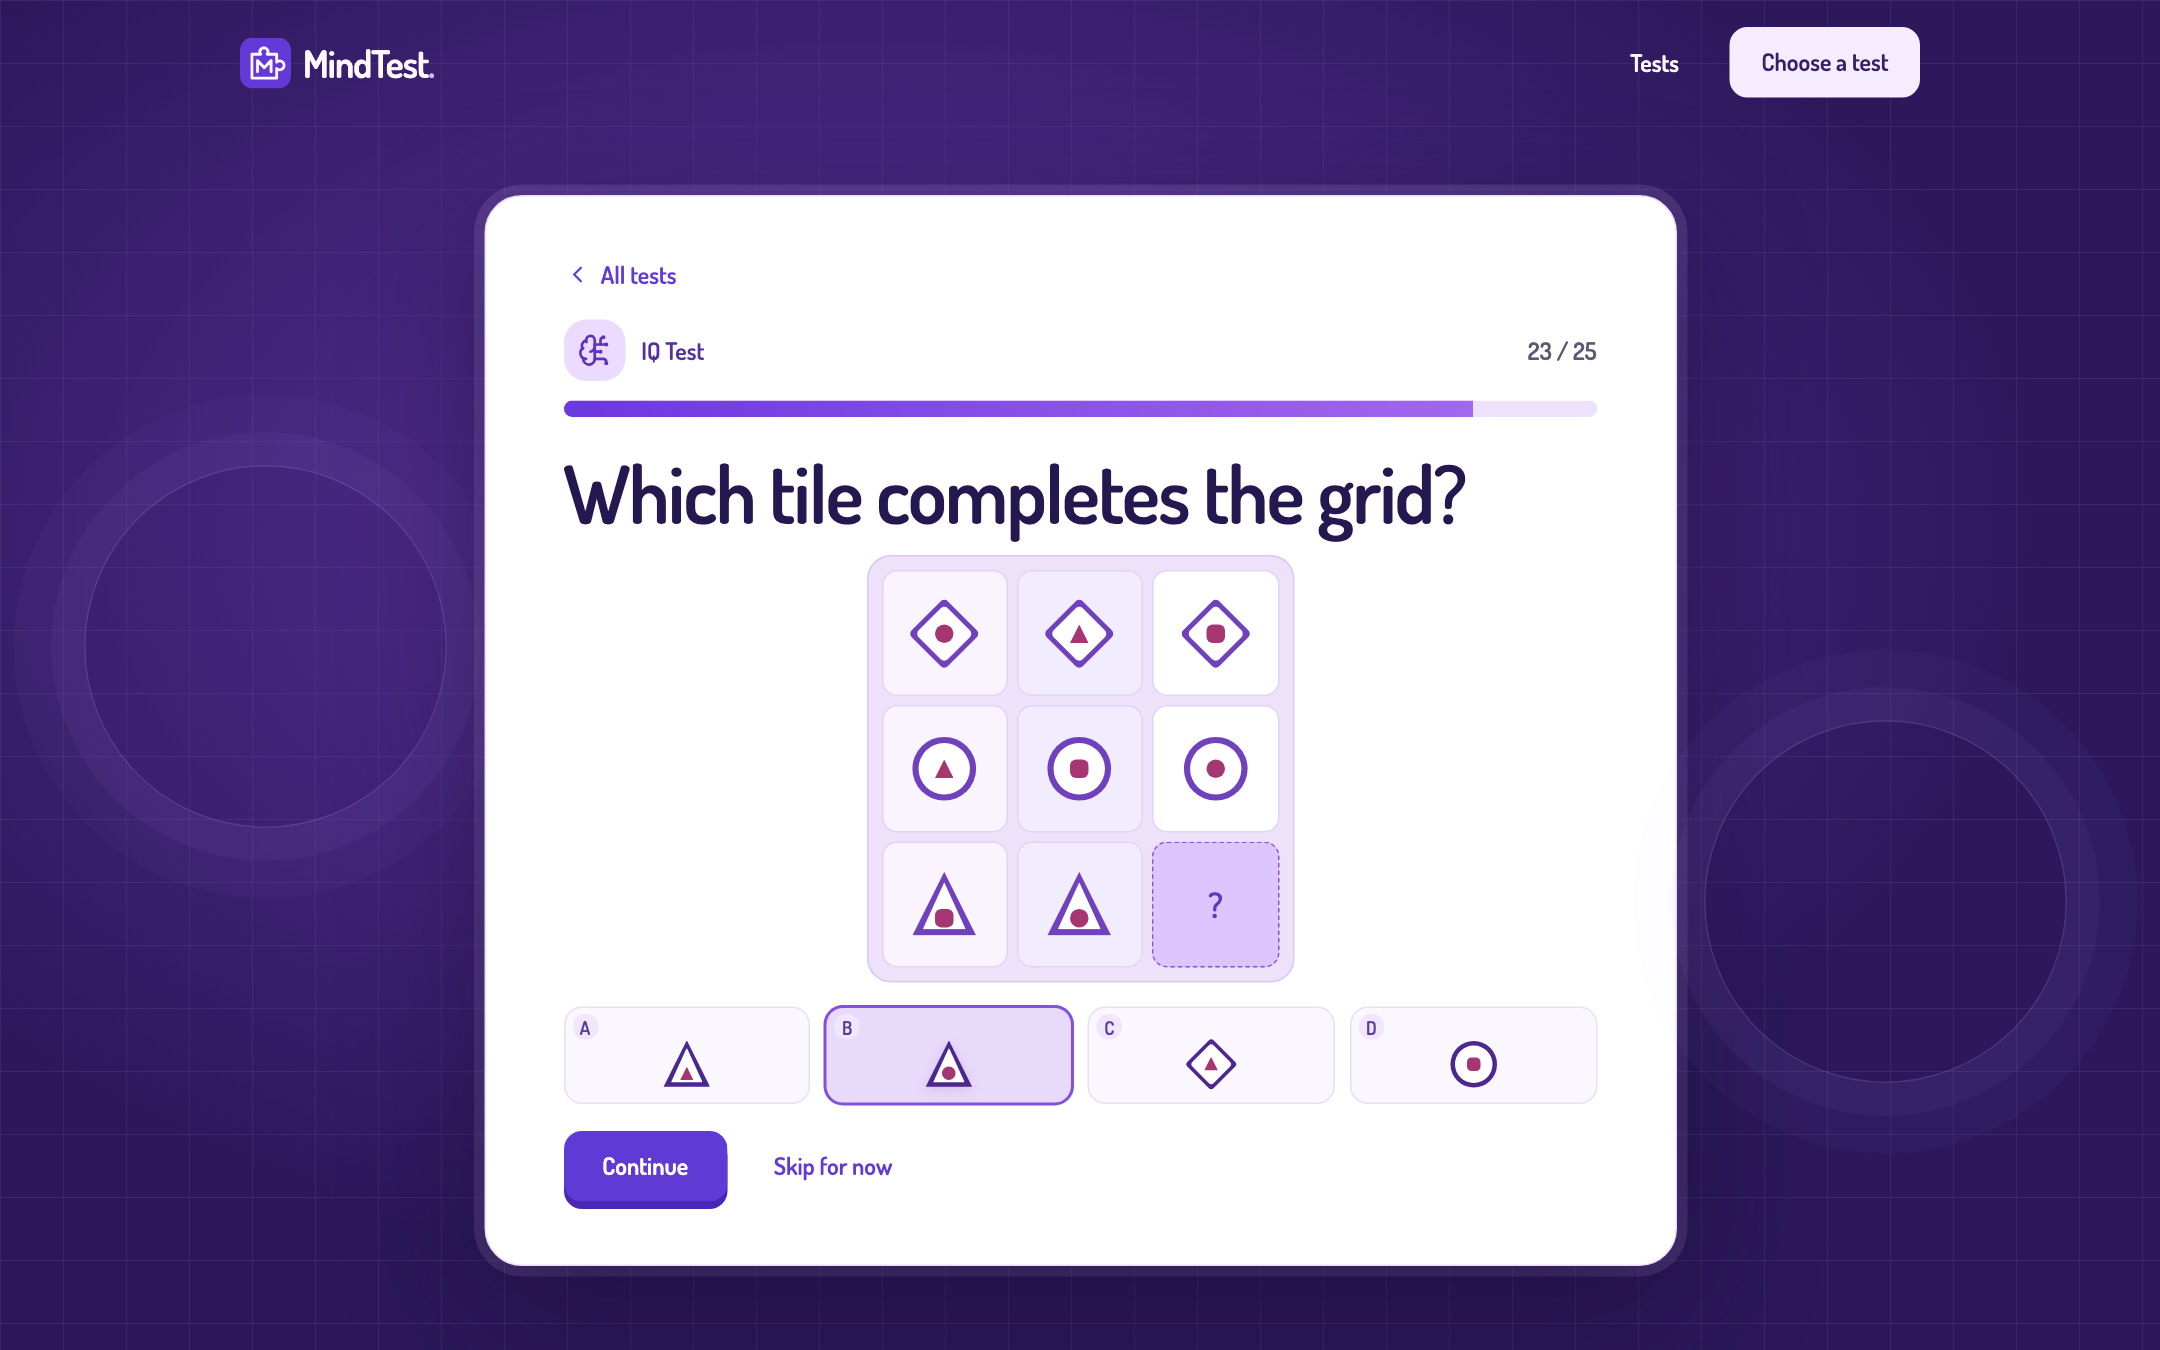 MindTest.
Tests
Choose a test
All tests
IQ Test
23 / 25
Which tile completes the grid?
?
A
B
C
D
Continue
Skip for now